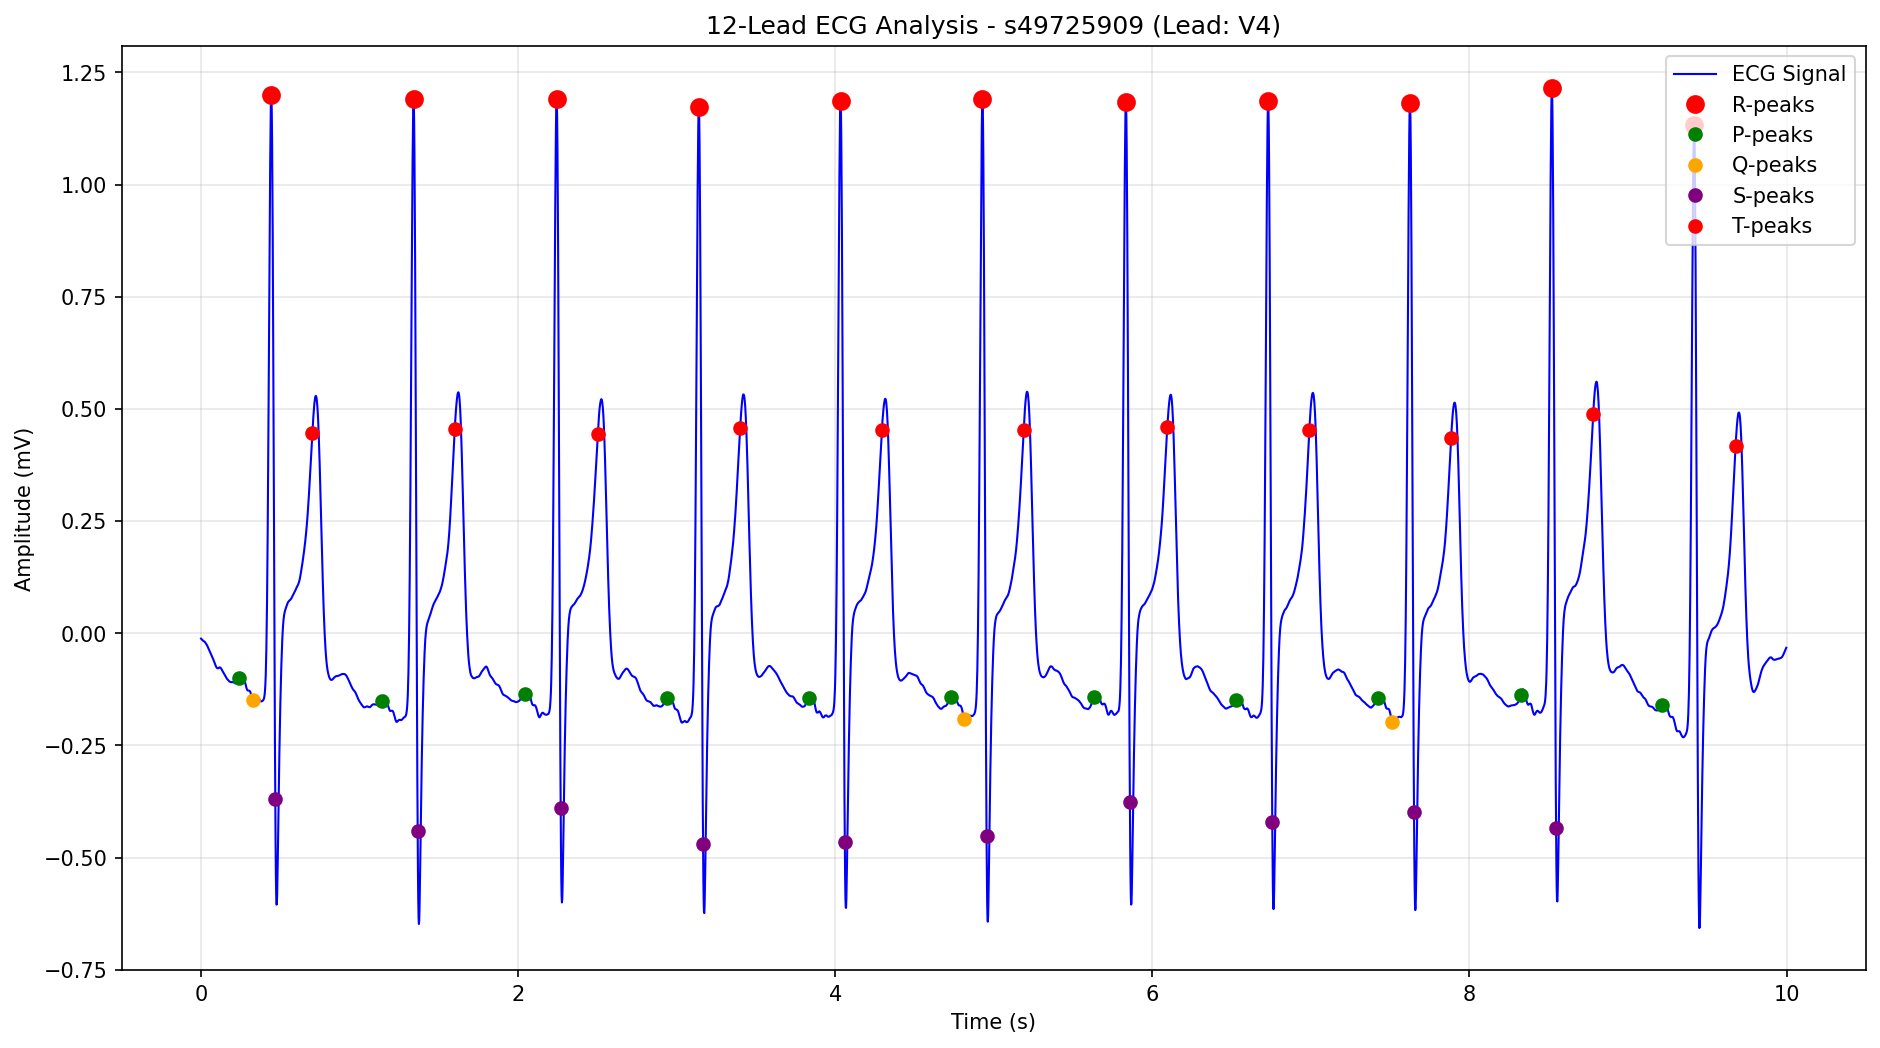 12-Lead ECG Analysis - s49725909 (Lead: V4)
ECG Signal
R-peaks
P-peaks
Q-peaks
S-peaks
T-peaks
Amplitude (mV)
1.25
1.00
0.75
0.50
0.25
0.00
−0.25
−0.50
−0.75
0 2 4 6 8 10
Time (s)